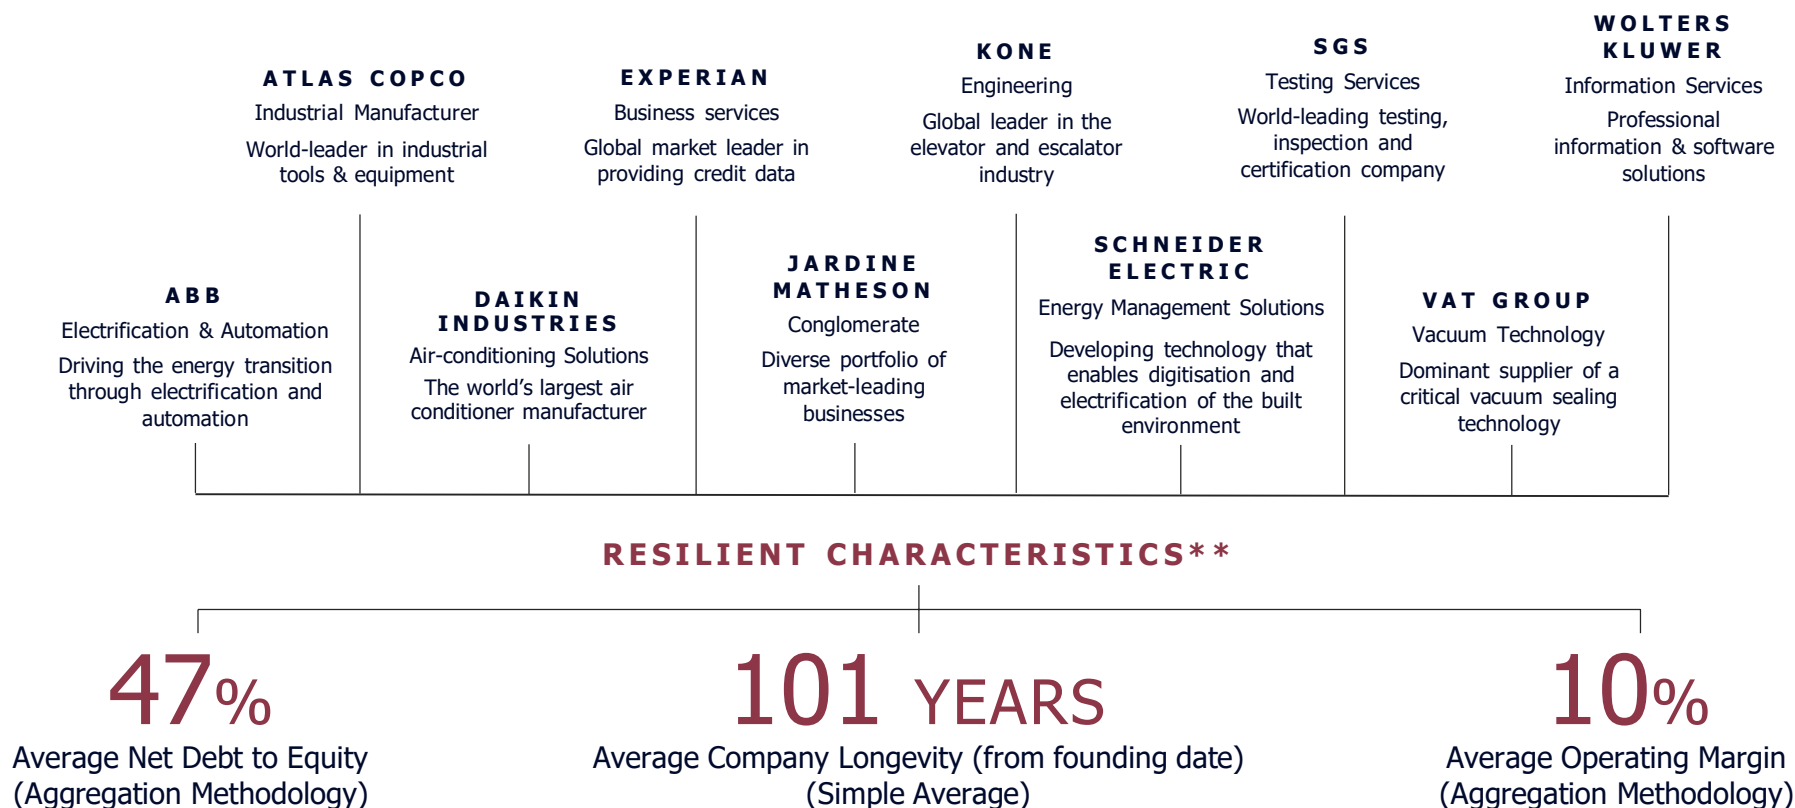 ATLAS COPCO
Industrial Manufacturer
World-leader in industrial
tools & equipment
EXPERIAN
Business services
Global market leader in
providing credit data
KONE
Engineering
Global leader in the
elevator and escalator
industry
SGS
Testing Services
World-leading testing,
inspection and
certification company
WOLTERS
KLUWER
Information Services
Professional
information & software
solutions
ABB
Electrification & Automation
Driving the energy transition
through electrification and
automation
DAIKIN
INDUSTRIES
Air-conditioning Solutions
The world’s largest air
conditioner manufacturer
JARDINE
MATHESON
Conglomerate
Diverse portfolio of
market-leading
businesses
SCHNEIDER
ELECTRIC
Energy Management Solutions
Developing technology that
enables digitisation and
electrification of the built
environment
VAT GROUP
Vacuum Technology
Dominant supplier of a
critical vacuum sealing
technology
RESILIENT CHARACTERISTICS**
47%
Average Net Debt to Equity
(Aggregation Methodology)
101 YEARS
Average Company Longevity (from founding date)
(Simple Average)
10%
Average Operating Margin
(Aggregation Methodology)